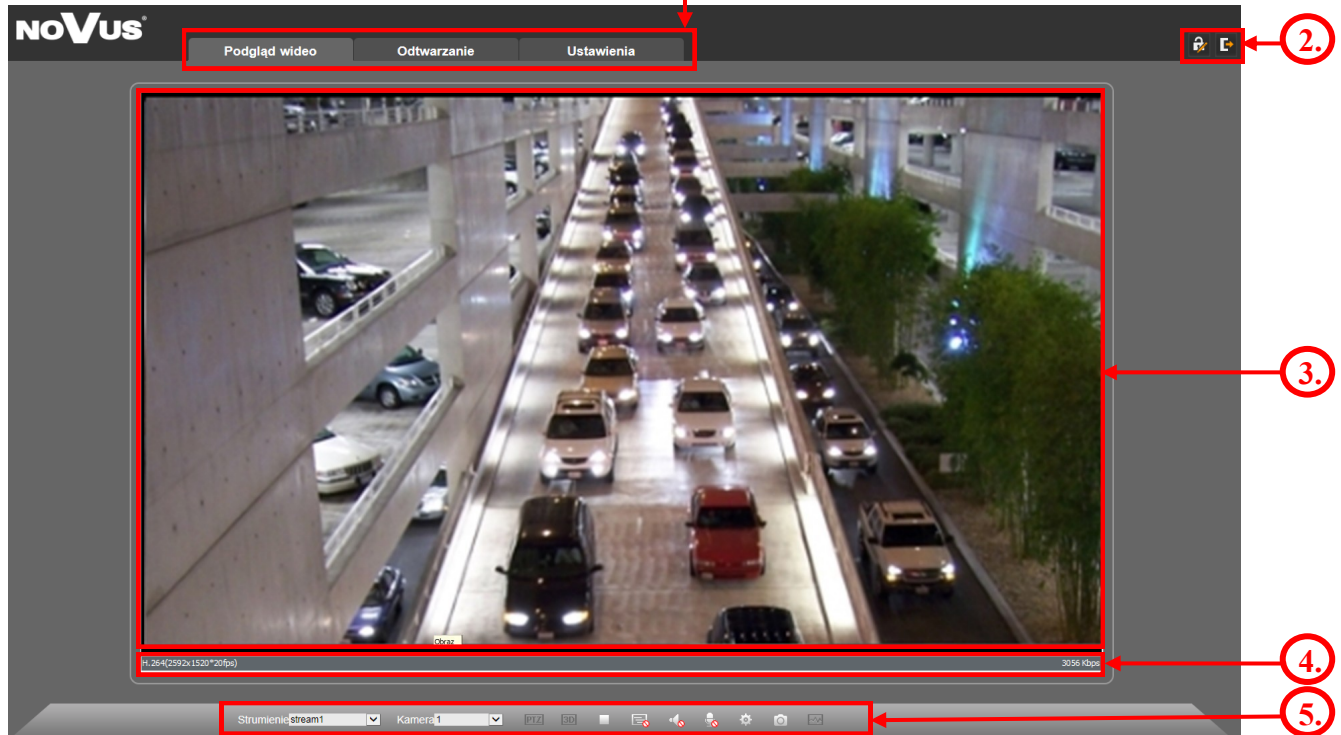 NOVUS®
Podgląd wideo Odtwarzanie Ustawienia
2.
3.
Obraz
H.264(2592x1520*20fps) 3056 Kbps
4.
Strumienie stream1 Kamera 1 PTZ 3D
5.